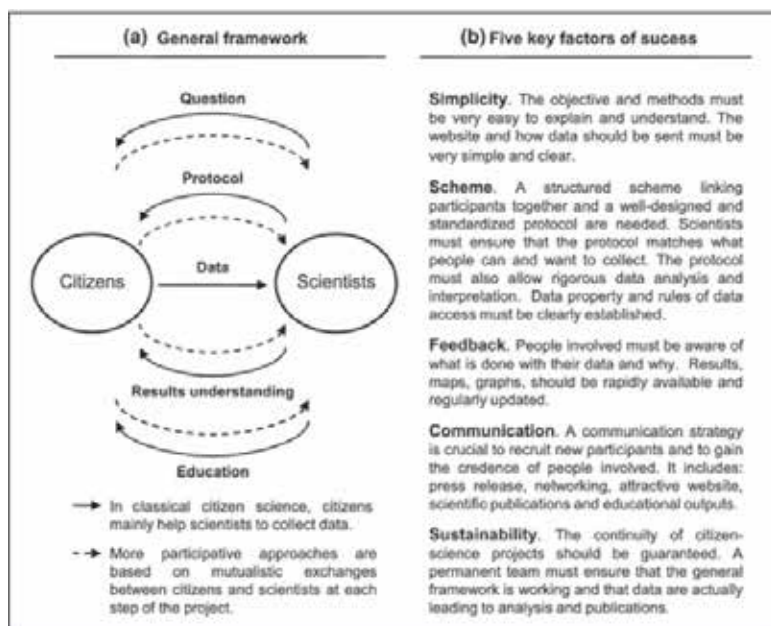 (a) General framework
Question
Protocol
Citizens
Data
Scientists
Results understanding
Education
In classical citizen science, citizens
mainly help scientists to collect data.
More participative approaches are
based on mutualistic exchanges
between citizens and scientists at each
step of the project.
(b) Five key factors of sucess
Simplicity. The objective and methods must
be very easy to explain and understand. The
website and how data should be sent must be
very simple and clear.
Scheme. A structured scheme linking
participants together and a well-designed and
standardized protocol are needed. Scientists
must ensure that the protocol matches what
people can and want to collect. The protocol
must also allow rigorous data analysis and
interpretation. Data property and rules of data
access must be clearly established.
Feedback. People involved must be aware of
what is done with their data and why. Results,
maps, graphs, should be rapidly available and
regularly updated.
Communication. A communication strategy
is crucial to recruit new participants and to gain
the credence of people involved. It includes:
press release, networking, attractive website,
scientific publications and educational outputs.
Sustainability. The continuity of citizen-
science projects should be guaranteed. A
permanent team must ensure that the general
framework is working and that data are actually
leading to analysis and publications.